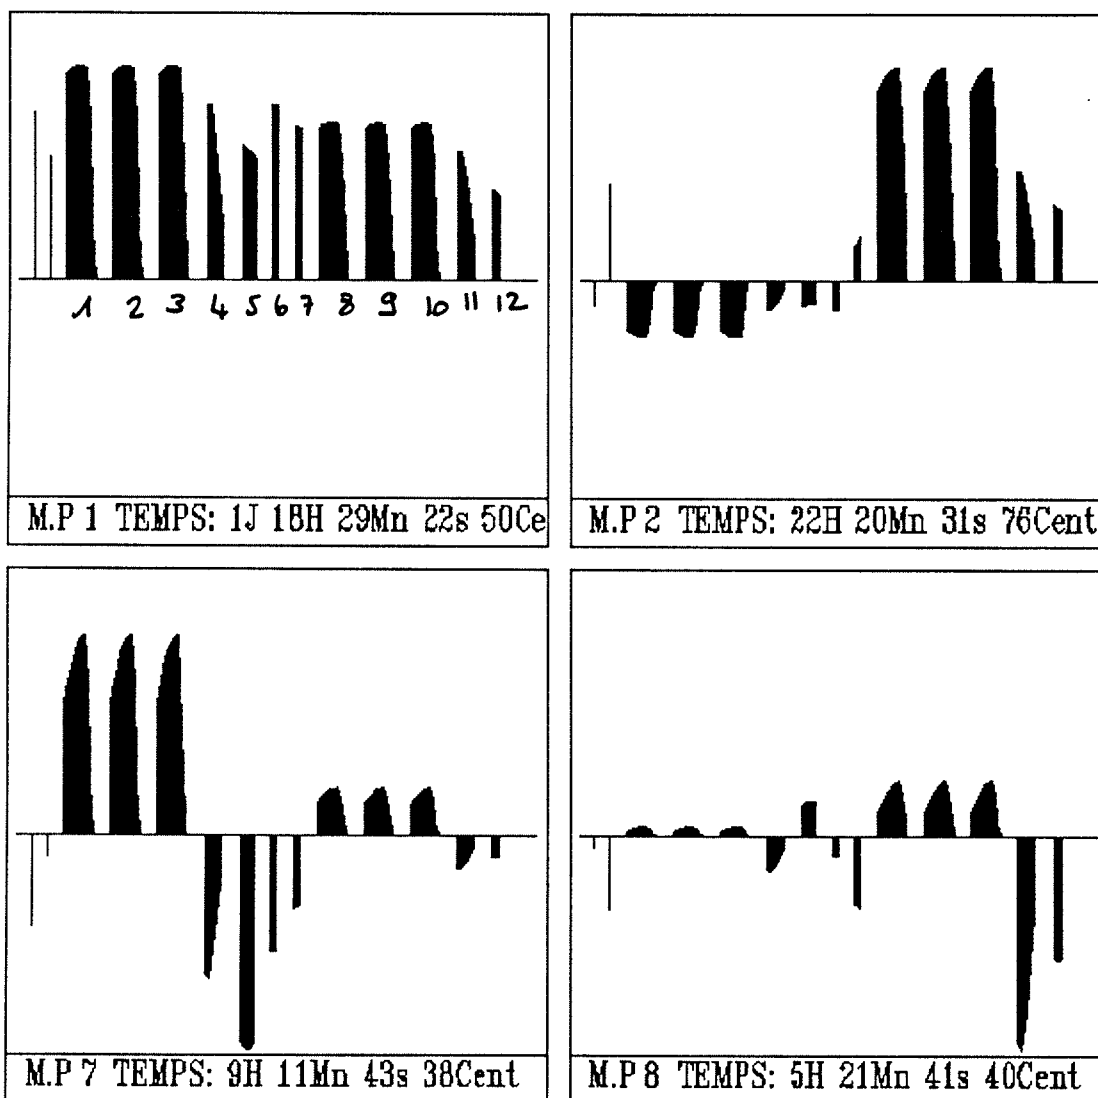 1 2 3 4 5 6 7 8 9 10 11 12
M.P 1 TEMPS: 1J 18H 29Mn 22s 50Ce
M.P 2 TEMPS: 22H 20Mn 31s 76Cent
M.P 7 TEMPS: 9H 11Mn 43s 38Cent
M.P 8 TEMPS: 5H 21Mn 41s 40Cent